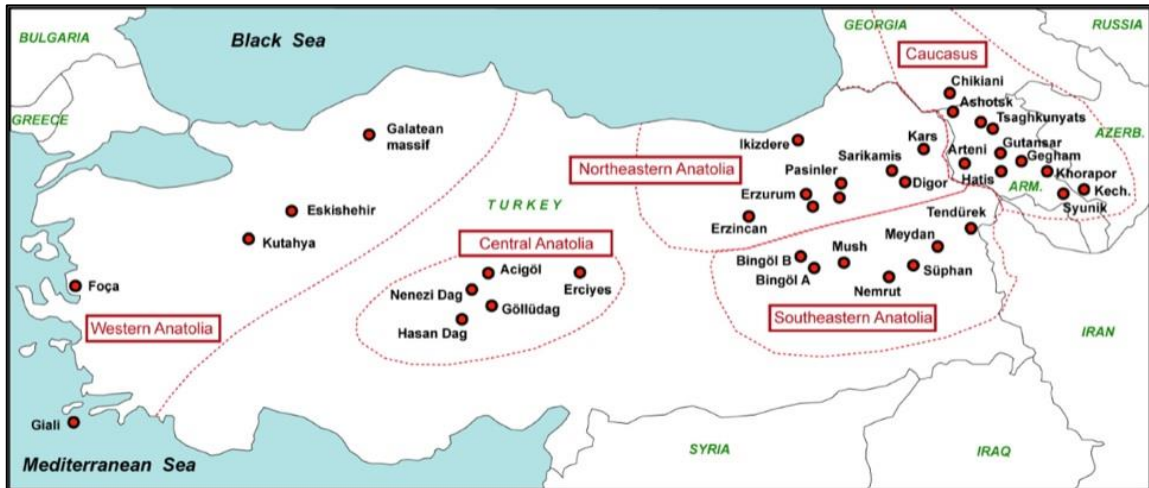 BULGARIA
Black Sea
GEORGIA
RUSSIA
Caucasus
Chikiani
Ashotsk
GREECE
Galatean
massif
Tsaghkunyats
AZERB.
Ikizdere
Kars
Gutansar
Arteni
Gegham
Northeastern Anatolia
Pasinler
Sarikamis
Hatis
Khorapor
Digor
ARM.
Kech.
Erzurum
Syunik
TURKEY
Eskishehir
Erzincan
Tendürek
Kutahya
Central Anatolia
Mush
Meydan
Bingöl B
Bingöl A
Acigöl
Süphan
Foça
Nenezi Dag
Erciyes
Nemrut
Göllüdag
Western Anatolia
Hasan Dag
Southeastern Anatolia
IRAN
Giali
SYRIA
IRAQ
Mediterranean Sea